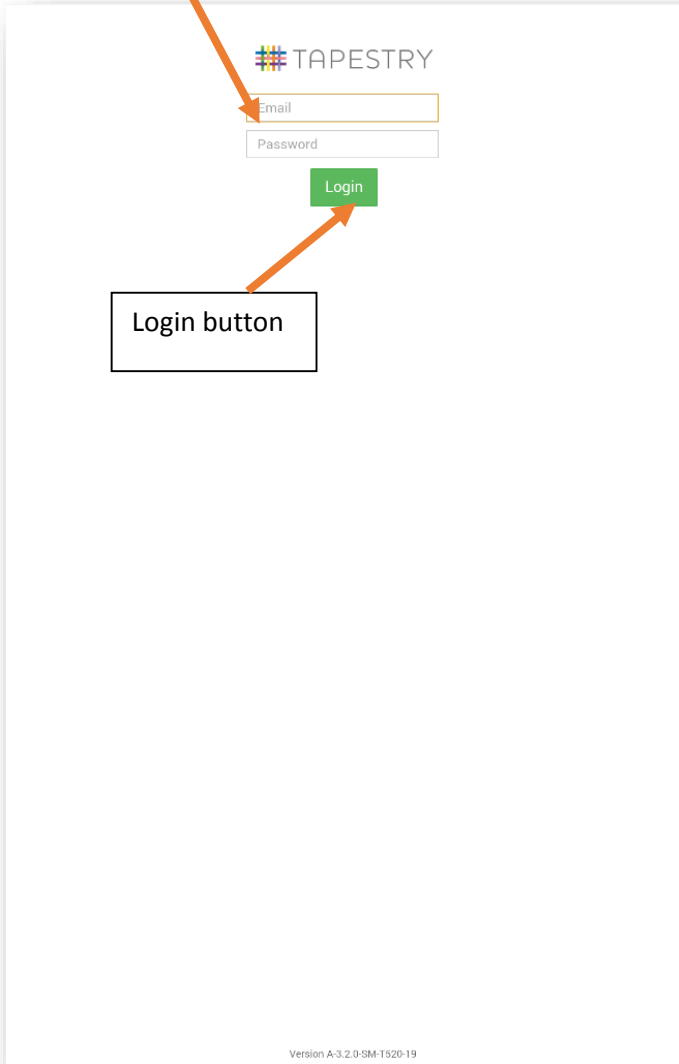 TAPESTRY
Email
Password
Login
Login button
Version A-3.2.0-SM-T520-19